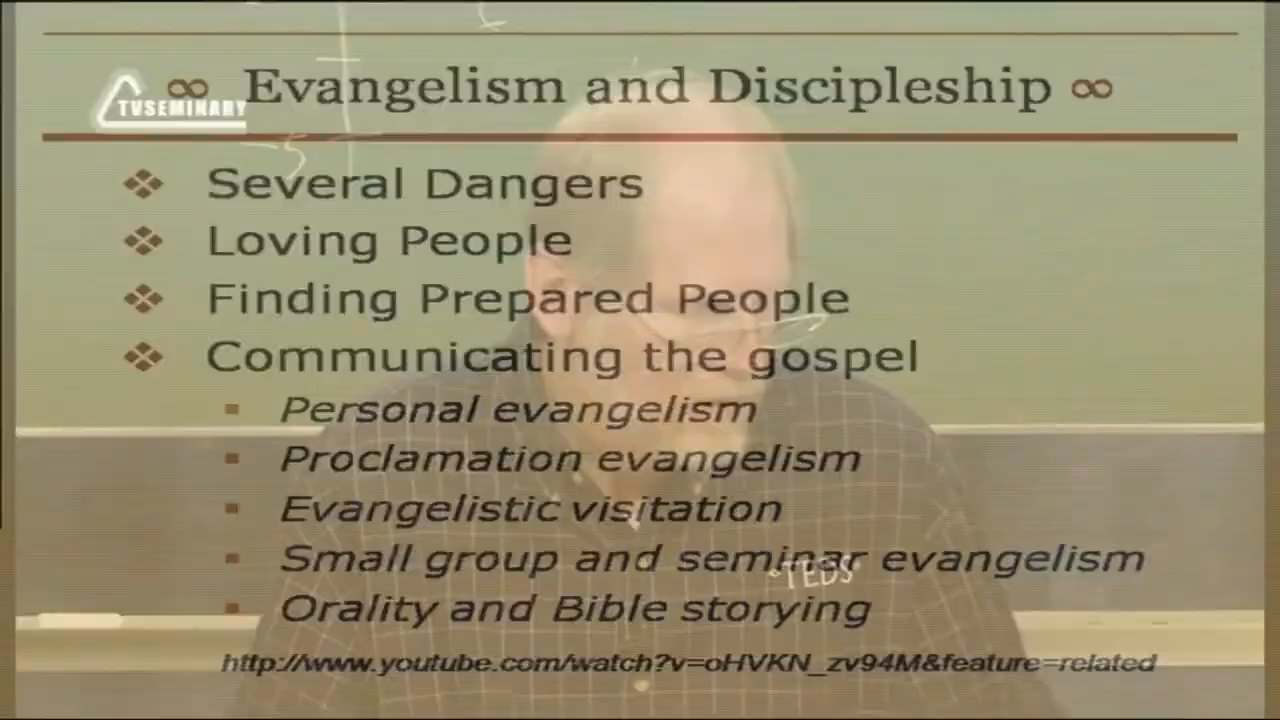 ∞ Evangelism and Discipleship ∞
TVSEMINARY
Several Dangers
Loving People
Finding Prepared People
Communicating the gospel
Personal evangelism
Proclamation evangelism
Evangelistic visitation
Small group and seminar evangelism
TEDS
Orality and Bible storying
http://www.youtube.com/watch?v=oHVKN_zv94M&feature=related